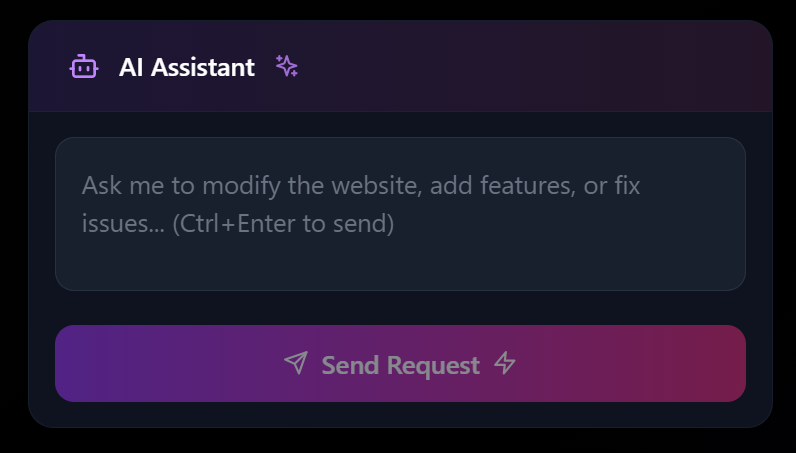 AI Assistant
Ask me to modify the website, add features, or fix
issues... (Ctrl+Enter to send)
Send Request